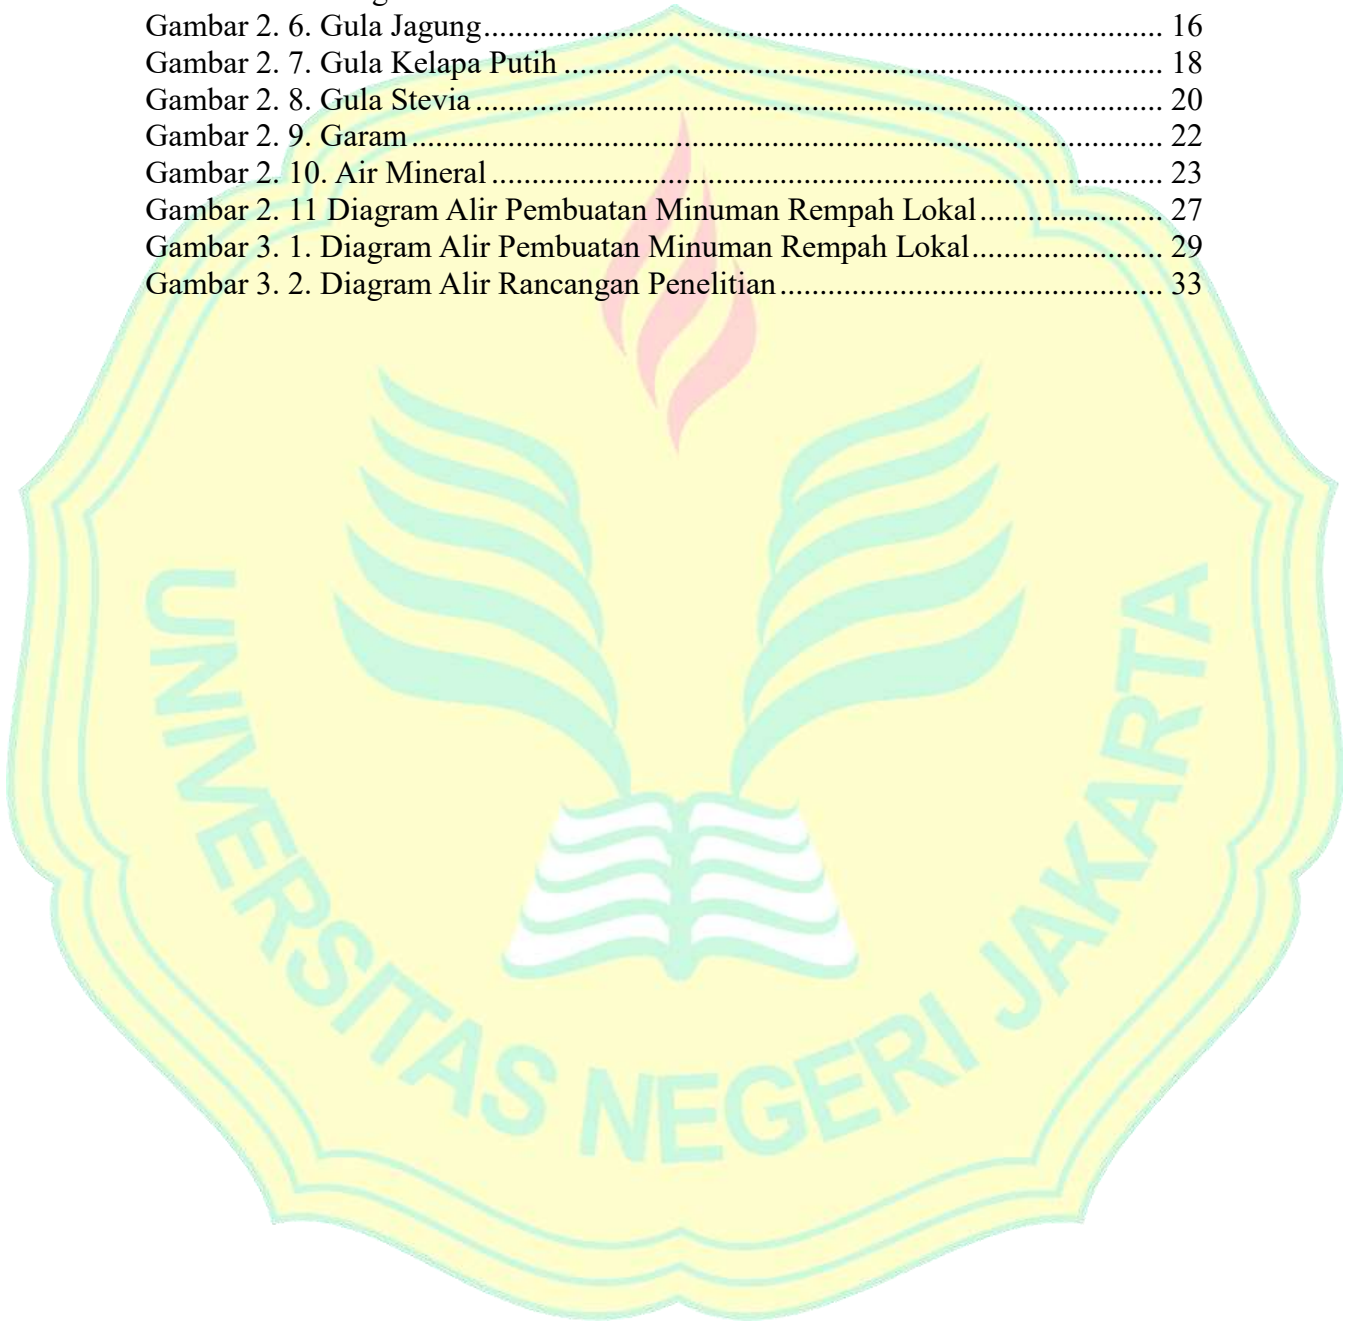 Gambar 2. 6. Gula Jagung.................................................................................... 16
Gambar 2. 7. Gula Kelapa Putih .......................................................................... 18
Gambar 2. 8. Gula Stevia ..................................................................................... 20
Gambar 2. 9. Garam ............................................................................................. 22
Gambar 2. 10. Air Mineral ................................................................................... 23
Gambar 2. 11 Diagram Alir Pembuatan Minuman Rempah Lokal....................... 27
Gambar 3. 1. Diagram Alir Pembuatan Minuman Rempah Lokal........................ 29
Gambar 3. 2. Diagram Alir Rancangan Penelitian ............................................... 33
UNIVERSITAS NEGERI JAKARTA